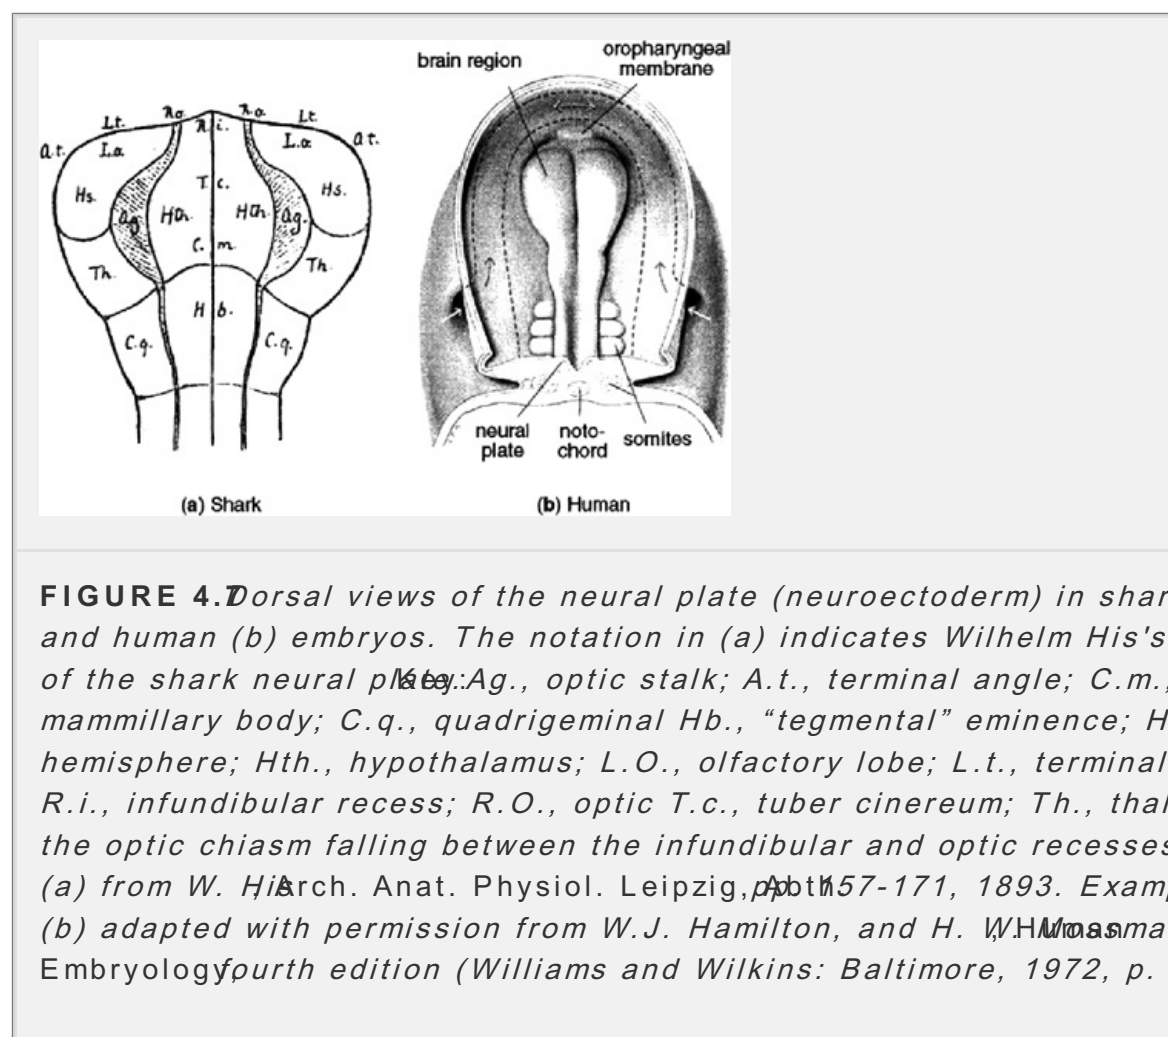 brain region
oropharyngeal
membrane
Lt. R.o. R.o. Lt.
A.t. L.o. R. i. L.o. A.t.
Hs. T. c. Hs.
Ag. Hth. Hth. Ag.
Th. C. m. Th.
H b.
C.q. C.q.
neural
plate
noto-
chord
somites
(a) Shark
(b) Human
FIGURE 4.7 Dorsal views of the neural plate (neuroectoderm) in shar
and human (b) embryos. The notation in (a) indicates Wilhelm His's
of the shark neural plate. Key: Ag., optic stalk; A.t., terminal angle; C.m.,
mammillary body; C.q., quadrigeminal Hb., “tegmental” eminence; H
hemisphere; Hth., hypothalamus; L.O., olfactory lobe; L.t., terminal
R.i., infundibular recess; R.O., optic T.c., tuber cinereum; Th., thal
the optic chiasm falling between the infundibular and optic recesses
(a) from W. His, Arch. Anat. Physiol. Leipzig, Abth. pp. 157-171, 1893. Examp
(b) adapted with permission from W.J. Hamilton, and H. W. Mossma, Human
Embryology, fourth edition (Williams and Wilkins: Baltimore, 1972, p.